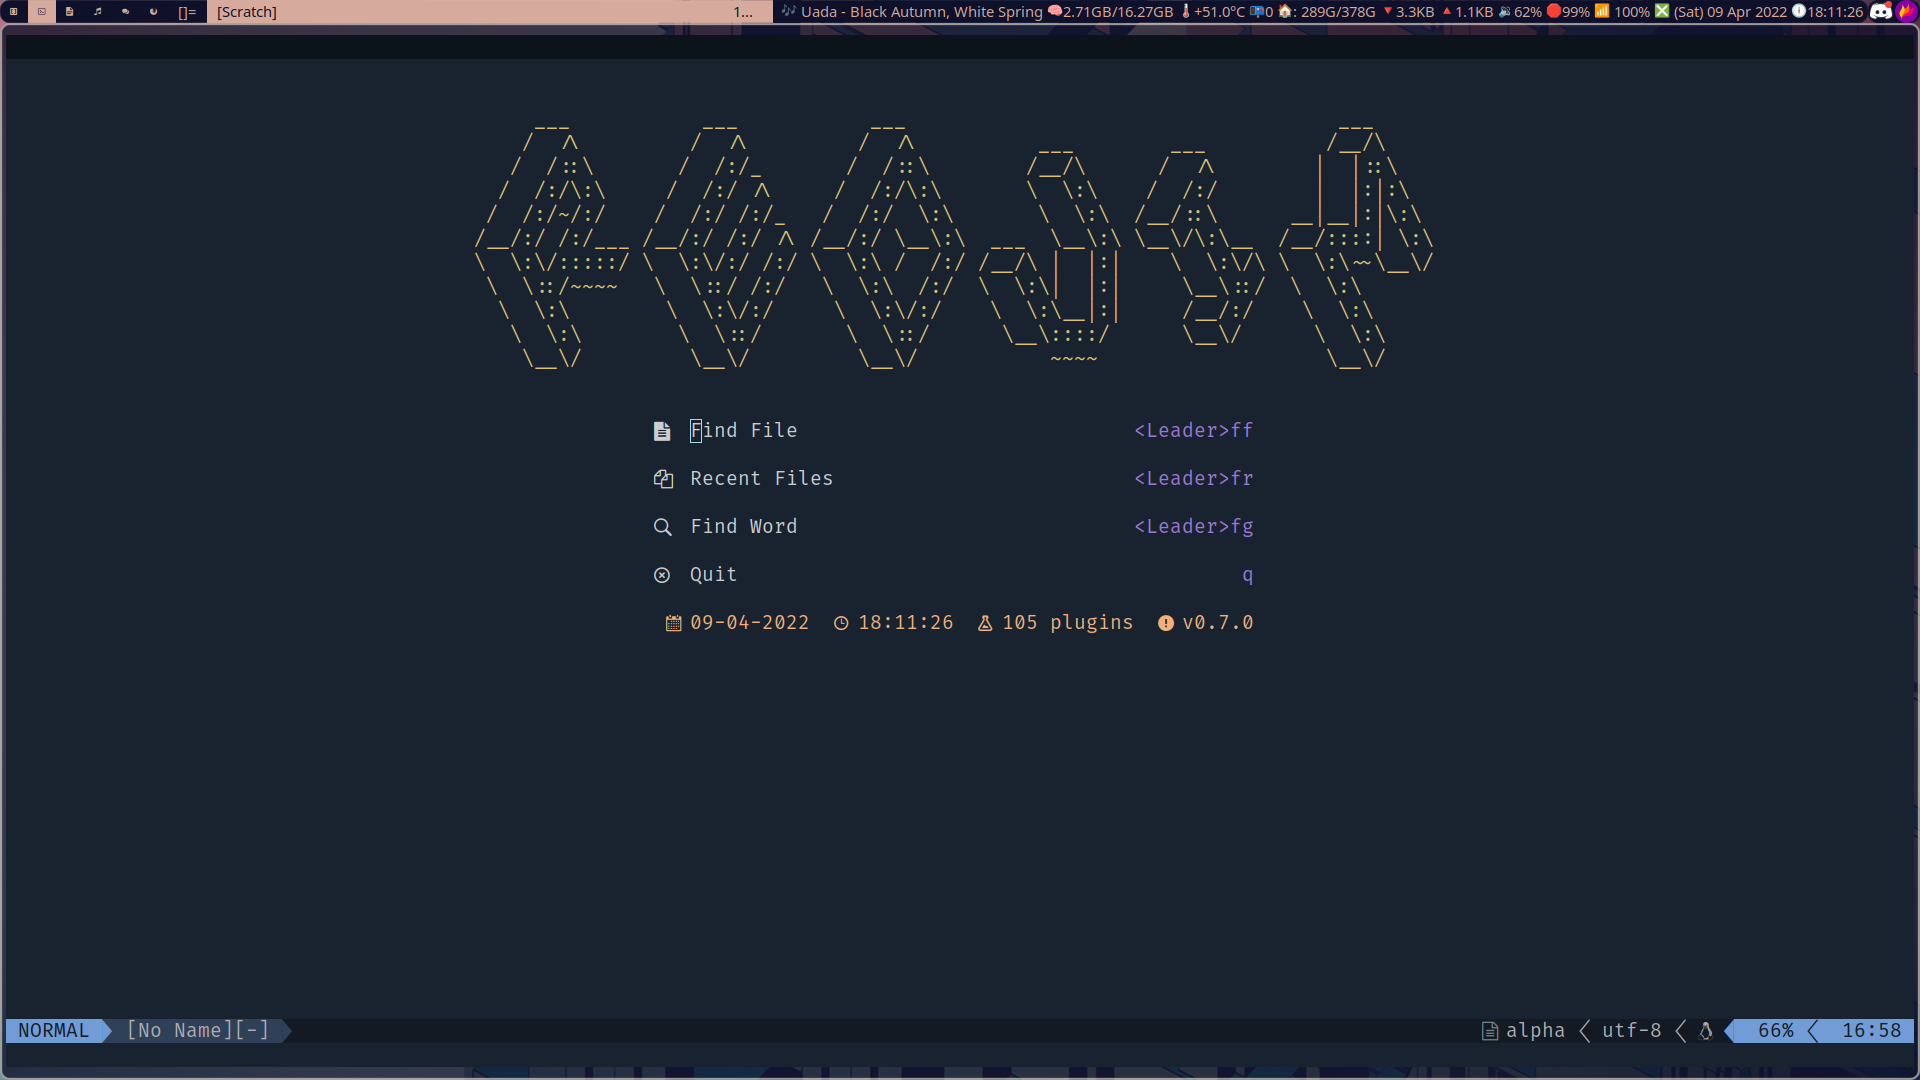 []= [Scratch] 1... Uada - Black Autumn, White Spring 2.71GB/16.27GB +51.0°C 0 : 289G/378G 3.3KB 1.1KB 62% 99% 100% (Sat) 09 Apr 2022 18:11:26
Find File <Leader>ff
Recent Files <Leader>fr
Find Word <Leader>fg
Quit q
09-04-2022 18:11:26 105 plugins v0.7.0
NORMAL [No Name][-] alpha utf-8 66% 16:58